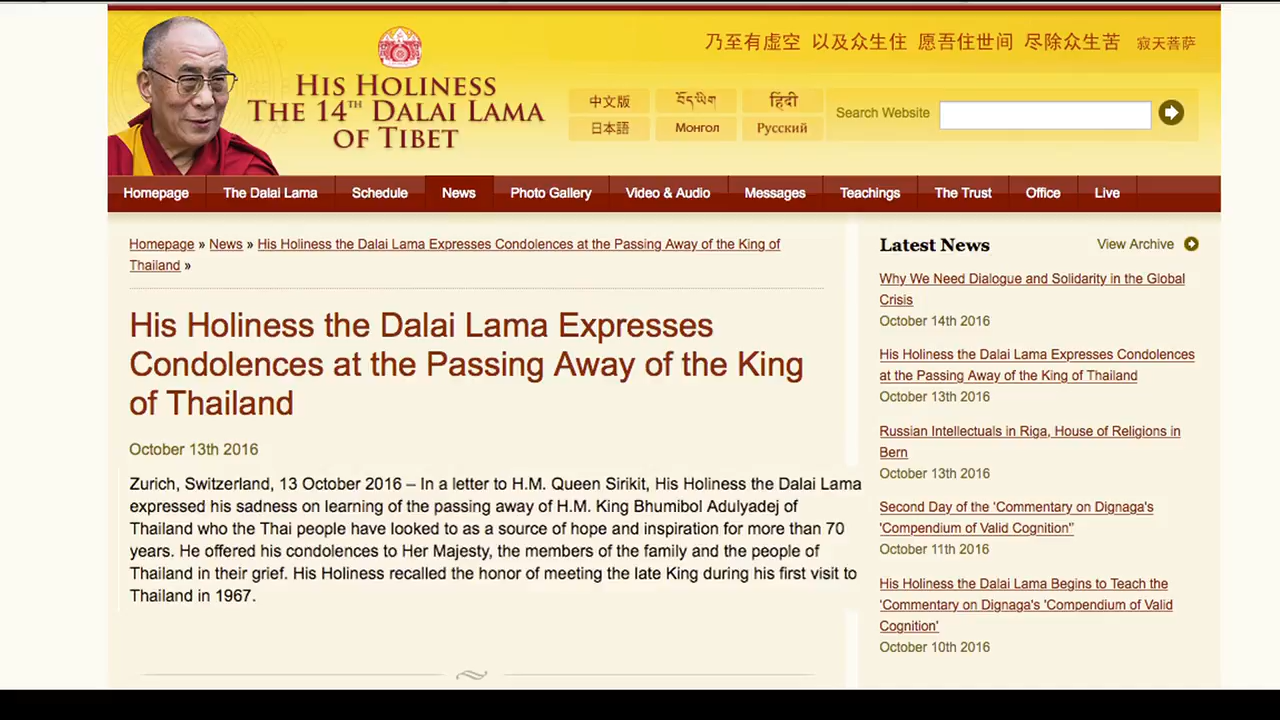 乃至有虚空 以及众生住 愿吾住世间 尽除众生苦 寂天菩萨
HIS HOLINESS
THE 14TH DALAI LAMA
OF TIBET
中文版
བོད་ཡིག
हिंदी
日本語
Монгол
Русский
Search Website
Homepage
The Dalai Lama
Schedule
News
Photo Gallery
Video & Audio
Messages
Teachings
The Trust
Office
Live
Homepage » News » His Holiness the Dalai Lama Expresses Condolences at the Passing Away of the King of
Thailand »
His Holiness the Dalai Lama Expresses
Condolences at the Passing Away of the King
of Thailand
October 13th 2016
Zurich, Switzerland, 13 October 2016 – In a letter to H.M. Queen Sirikit, His Holiness the Dalai Lama
expressed his sadness on learning of the passing away of H.M. King Bhumibol Adulyadej of
Thailand who the Thai people have looked to as a source of hope and inspiration for more than 70
years. He offered his condolences to Her Majesty, the members of the family and the people of
Thailand in their grief. His Holiness recalled the honor of meeting the late King during his first visit to
Thailand in 1967.
Latest News
View Archive
Why We Need Dialogue and Solidarity in the Global
Crisis
October 14th 2016
His Holiness the Dalai Lama Expresses Condolences
at the Passing Away of the King of Thailand
October 13th 2016
Russian Intellectuals in Riga, House of Religions in
Bern
October 13th 2016
Second Day of the 'Commentary on Dignaga's
'Compendium of Valid Cognition''
October 11th 2016
His Holiness the Dalai Lama Begins to Teach the
'Commentary on Dignaga's 'Compendium of Valid
Cognition'
October 10th 2016